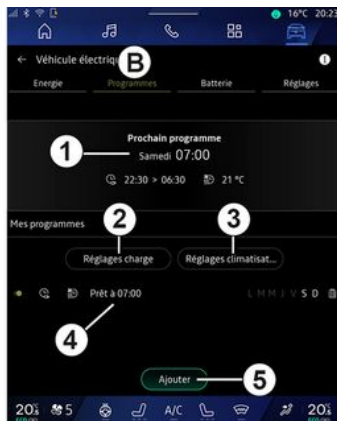 16°C 20:23
← Véhicule électriqu
B
Energie Programmes Batterie Réglages
Prochain programme
1
Samedi 07:00
22:30 > 06:30 21 °C
2 3
Mes programmes
Réglages charge Réglages climatisat...
Prêt à 07:00 L M M J V S D
4
Ajouter 5
20 5 A/C 20